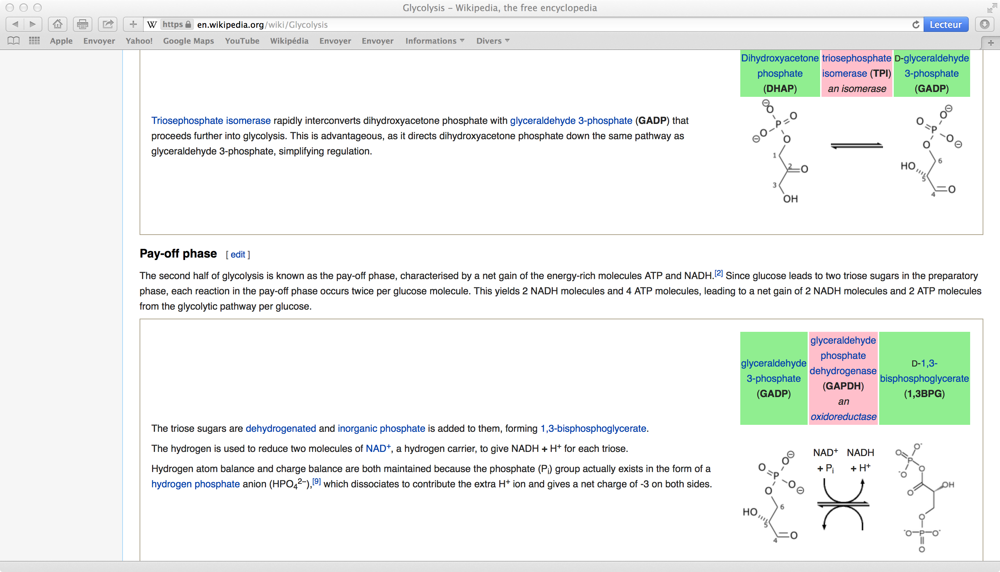 Glycolysis – Wikipedia, the free encyclopedia
W https en.wikipedia.org/wiki/Glycolysis Lecteur
Apple Envoyer Yahoo! Google Maps YouTube Wikipédia Envoyer Envoyer Informations Divers
Dihydroxyacetone phosphate (DHAP)
triosephosphate isomerase (TPI) an isomerase
D-glyceraldehyde 3-phosphate (GADP)
Triosephosphate isomerase rapidly interconverts dihydroxyacetone phosphate with glyceraldehyde 3-phosphate (GADP) that
proceeds further into glycolysis. This is advantageous, as it directs dihydroxyacetone phosphate down the same pathway as
glyceraldehyde 3-phosphate, simplifying regulation.
⊖
O
P O
⊖ O
O
1
2 O
3
OH
⊖
O O
P
O O ⊖
6
HO
5
4 O
Pay-off phase [ edit ]
The second half of glycolysis is known as the pay-off phase, characterised by a net gain of the energy-rich molecules ATP and NADH.[2] Since glucose leads to two triose sugars in the preparatory
phase, each reaction in the pay-off phase occurs twice per glucose molecule. This yields 2 NADH molecules and 4 ATP molecules, leading to a net gain of 2 NADH molecules and 2 ATP molecules
from the glycolytic pathway per glucose.
glyceraldehyde 3-phosphate (GADP)
glyceraldehyde phosphate dehydrogenase (GAPDH) an oxidoreductase
D-1,3-bisphosphoglycerate (1,3BPG)
The triose sugars are dehydrogenated and inorganic phosphate is added to them, forming 1,3-bisphosphoglycerate.
The hydrogen is used to reduce two molecules of NAD⁺, a hydrogen carrier, to give NADH + H⁺ for each triose.
Hydrogen atom balance and charge balance are both maintained because the phosphate (Pᵢ) group actually exists in the form of a
hydrogen phosphate anion (HPO₄²⁻),[9] which dissociates to contribute the extra H⁺ ion and gives a net charge of -3 on both sides.
⊖
O O
P
O O ⊖
6
HO
5
4 O
NAD⁺ NADH
+ Pᵢ + H⁺
O⁻
O P
⁻O O
OH
O
O
⁻O P O⁻
O